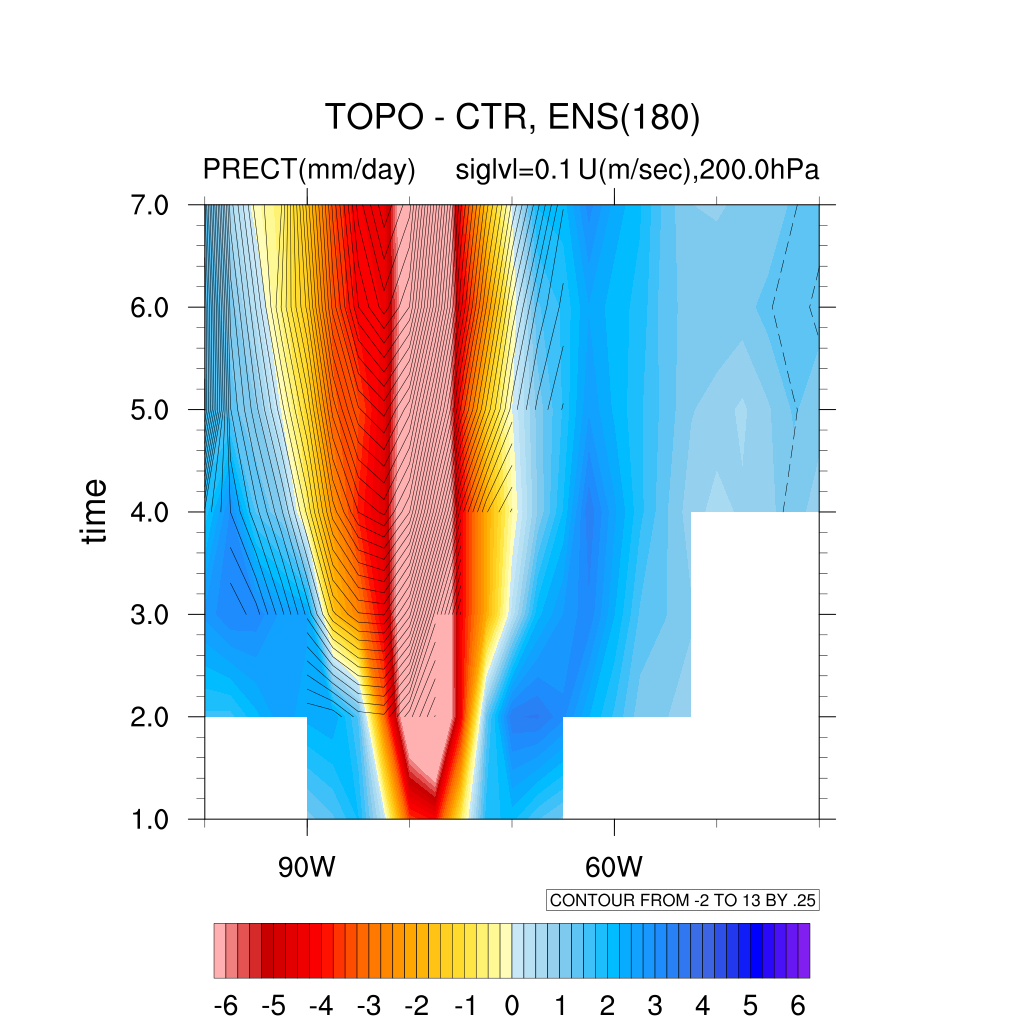 TOPO - CTR, ENS(180)
PRECT(mm/day) siglvl=0.1 U(m/sec),200.0hPa
7.0
6.0
5.0
4.0
3.0
2.0
1.0
time
90W 60W
CONTOUR FROM -2 TO 13 BY .25
-6 -5 -4 -3 -2 -1 0 1 2 3 4 5 6